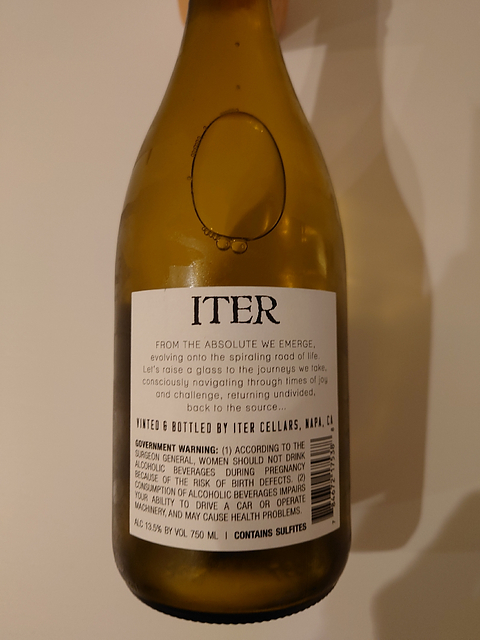 ITER
FROM THE ABSOLUTE WE EMERGE,
evolving onto the spiraling road of life.
Let's raise a glass to the journeys we take,
consciously navigating through times of joy
and challenge, returning undivided,
back to the source...
VINTED & BOTTLED BY ITER CELLARS, NAPA, CA
GOVERNMENT WARNING: (1) ACCORDING TO THE
SURGEON GENERAL, WOMEN SHOULD NOT DRINK
ALCOHOLIC BEVERAGES DURING PREGNANCY
BECAUSE OF THE RISK OF BIRTH DEFECTS. (2)
CONSUMPTION OF ALCOHOLIC BEVERAGES IMPAIRS
YOUR ABILITY TO DRIVE A CAR OR OPERATE
MACHINERY, AND MAY CAUSE HEALTH PROBLEMS.
ALC 13.5% BY VOL 750 ML | CONTAINS SULFITES